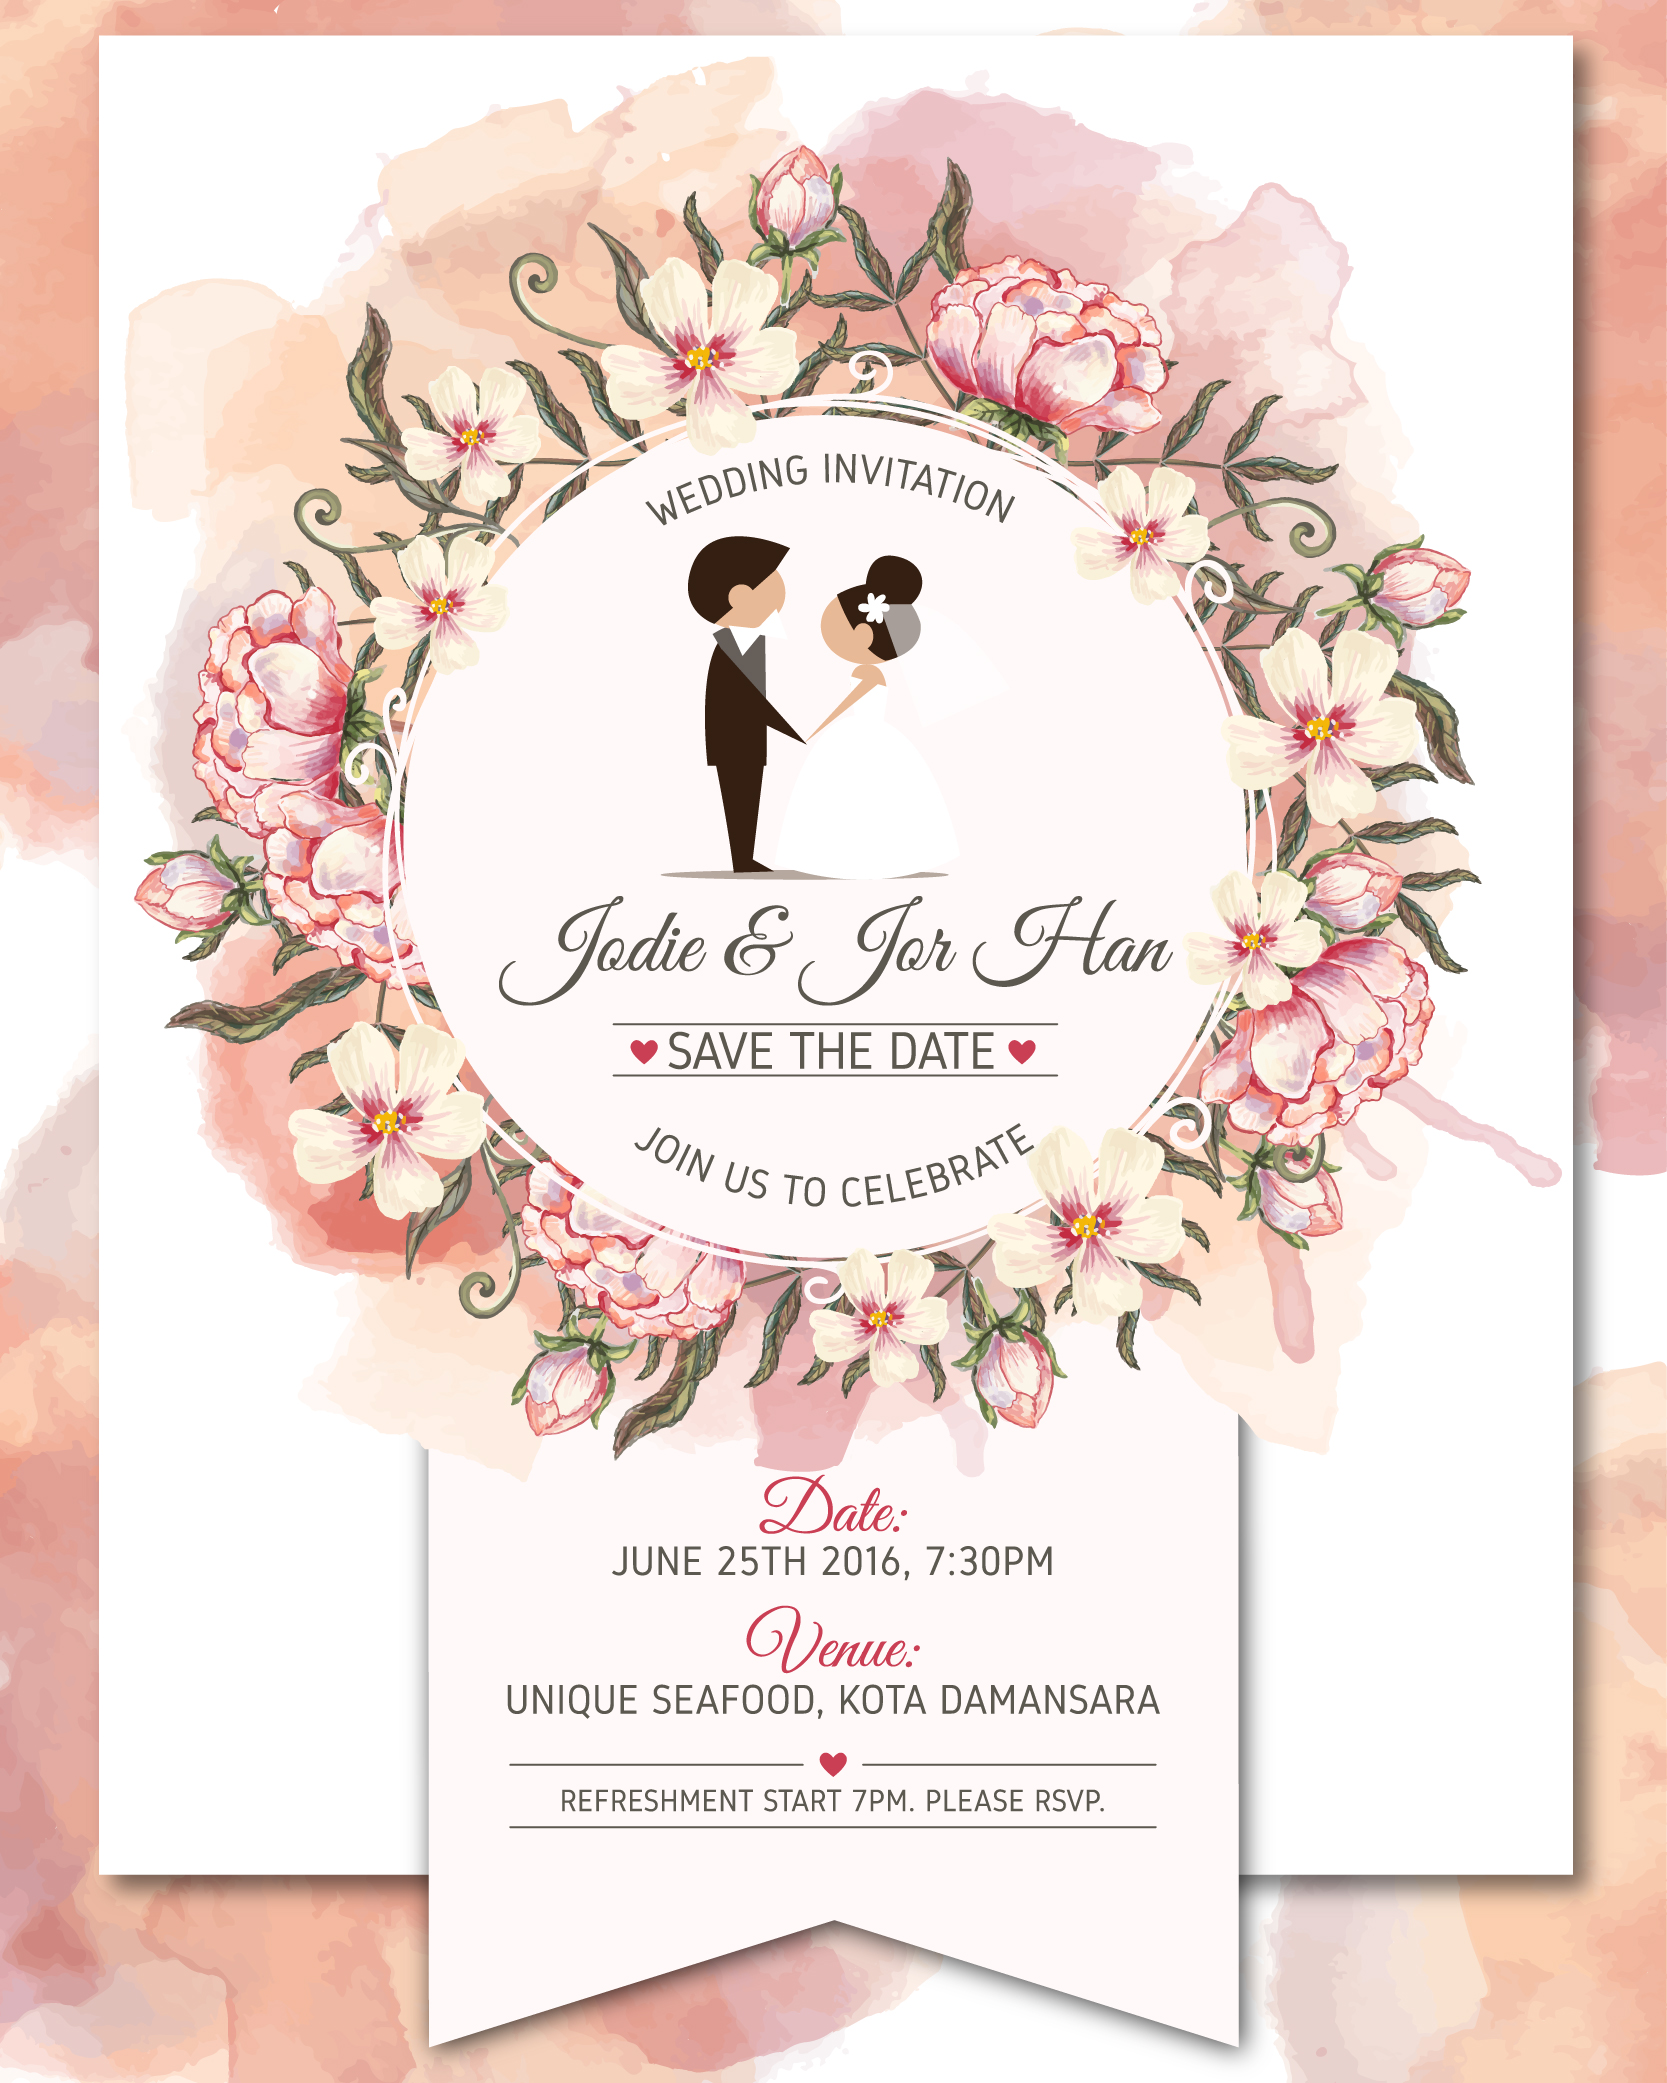 WEDDING INVITATION
Jodie & Jor Han
SAVE THE DATE
JOIN US TO CELEBRATE
Date:
JUNE 25TH 2016, 7:30PM
Venue:
UNIQUE SEAFOOD, KOTA DAMANSARA
REFRESHMENT START 7PM. PLEASE RSVP.